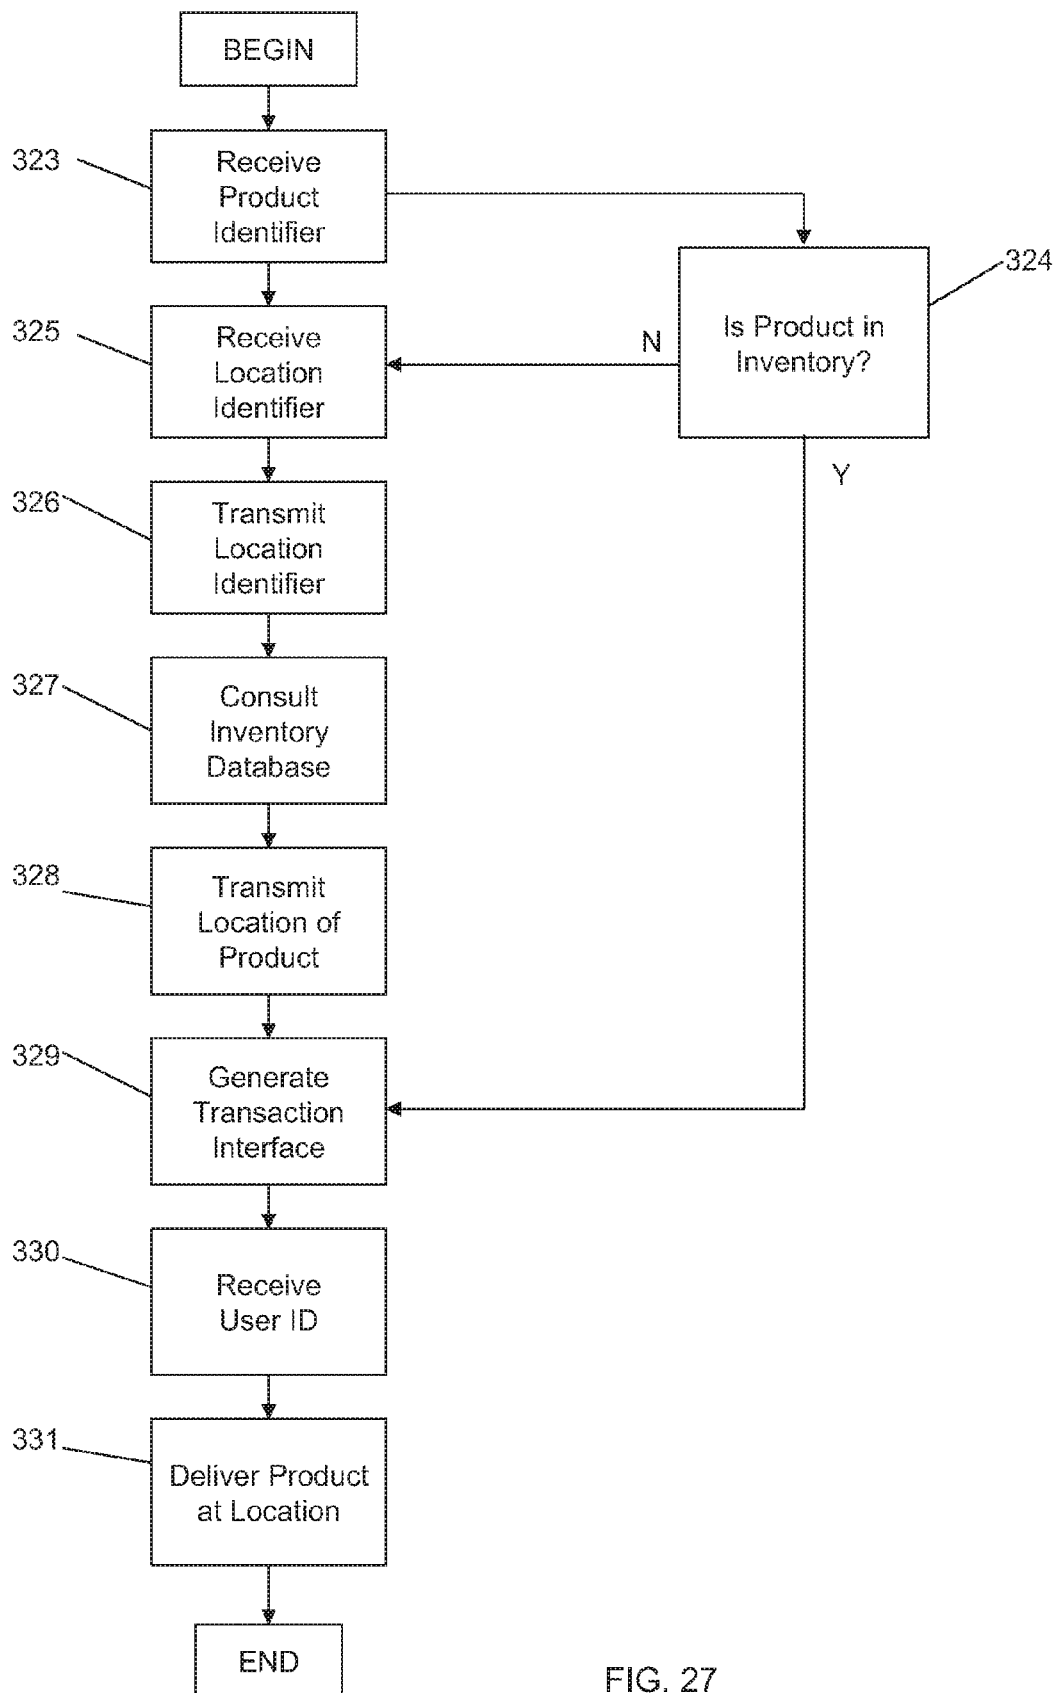 BEGIN
323
Receive
Product
Identifier
324
Is Product in
Inventory?
N
Y
325
Receive
Location
Identifier
326
Transmit
Location
Identifier
327
Consult
Inventory
Database
328
Transmit
Location of
Product
329
Generate
Transaction
Interface
330
Receive
User ID
331
Deliver Product
at Location
END
FIG. 27